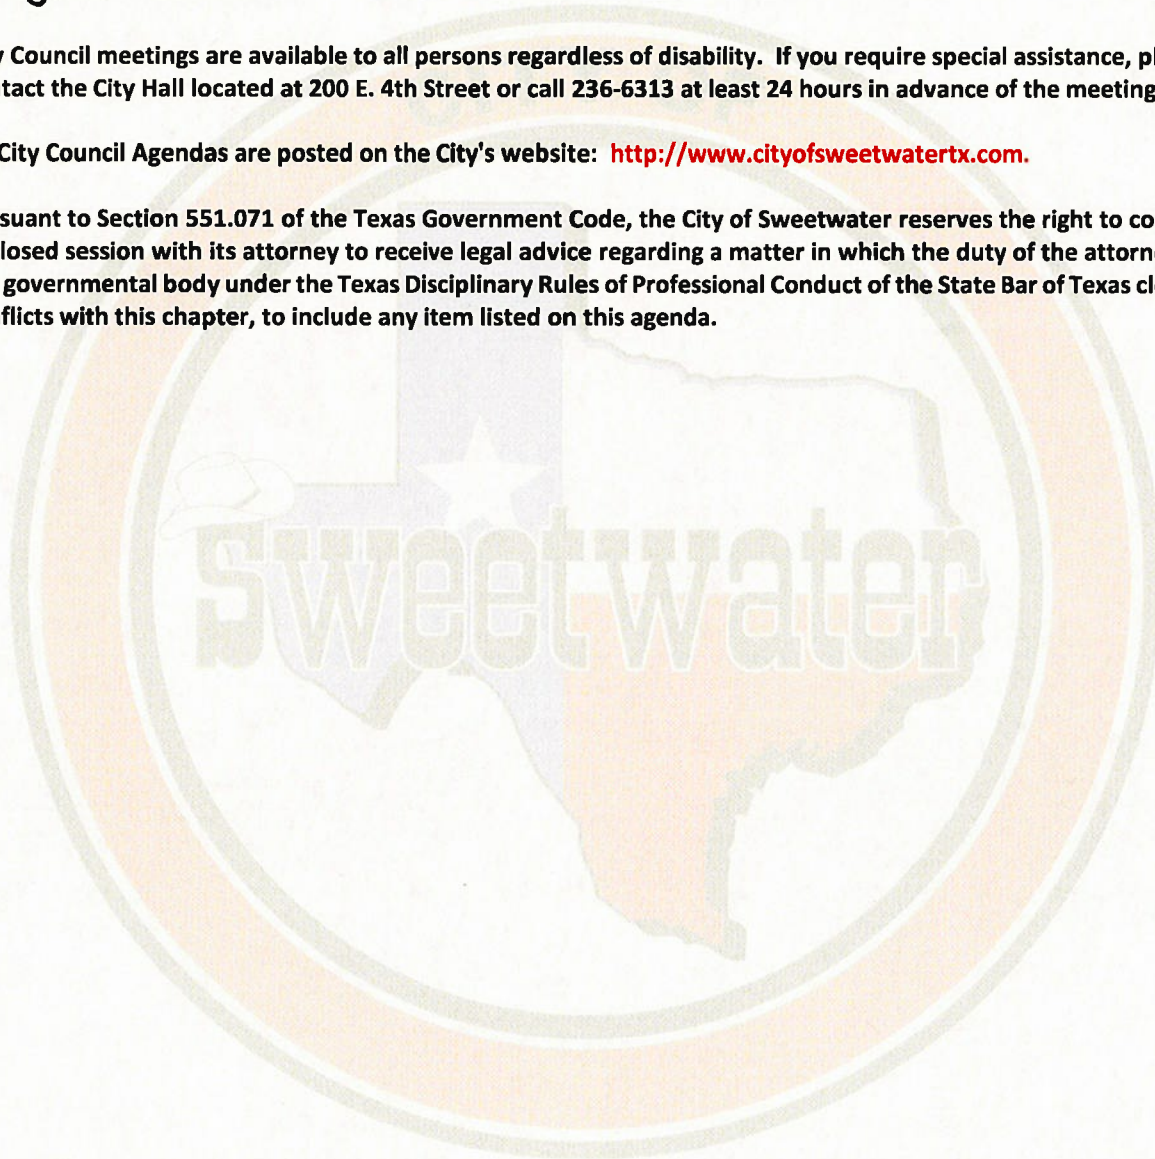 y Council meetings are available to all persons regardless of disability. If you require special assistance, pl
ntact the City Hall located at 200 E. 4th Street or call 236-6313 at least 24 hours in advance of the meeting
City Council Agendas are posted on the City's website: http://www.cityofsweetwatertx.com.
suant to Section 551.071 of the Texas Government Code, the City of Sweetwater reserves the right to co
losed session with its attorney to receive legal advice regarding a matter in which the duty of the attorn
governmental body under the Texas Disciplinary Rules of Professional Conduct of the State Bar of Texas cl
flicts with this chapter, to include any item listed on this agenda.
sweetwater